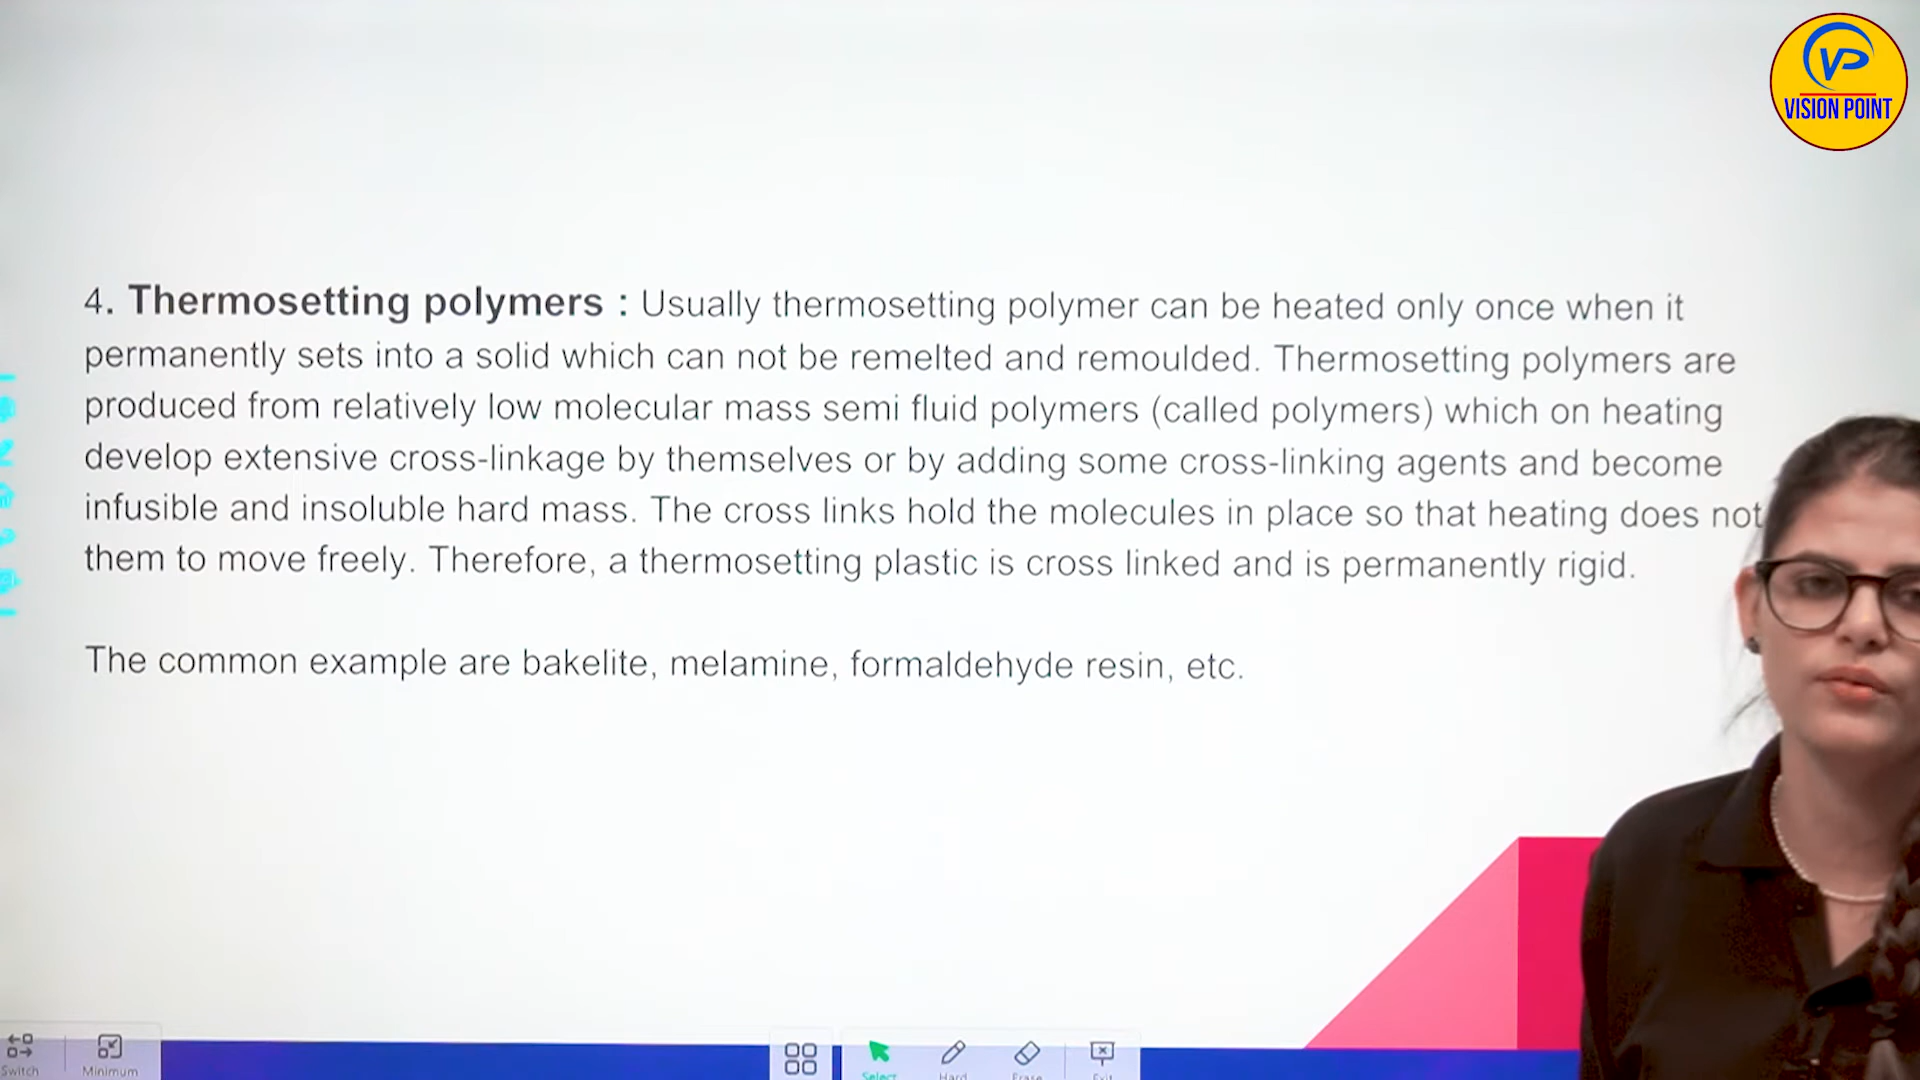 VP
VISION POINT
4. Thermosetting polymers : Usually thermosetting polymer can be heated only once when it
permanently sets into a solid which can not be remelted and remoulded. Thermosetting polymers are
produced from relatively low molecular mass semi fluid polymers (called polymers) which on heating
develop extensive cross-linkage by themselves or by adding some cross-linking agents and become
infusible and insoluble hard mass. The cross links hold the molecules in place so that heating does not
them to move freely. Therefore, a thermosetting plastic is cross linked and is permanently rigid.
The common example are bakelite, melamine, formaldehyde resin, etc.
Switch Minimum Select Hard Erase Exit